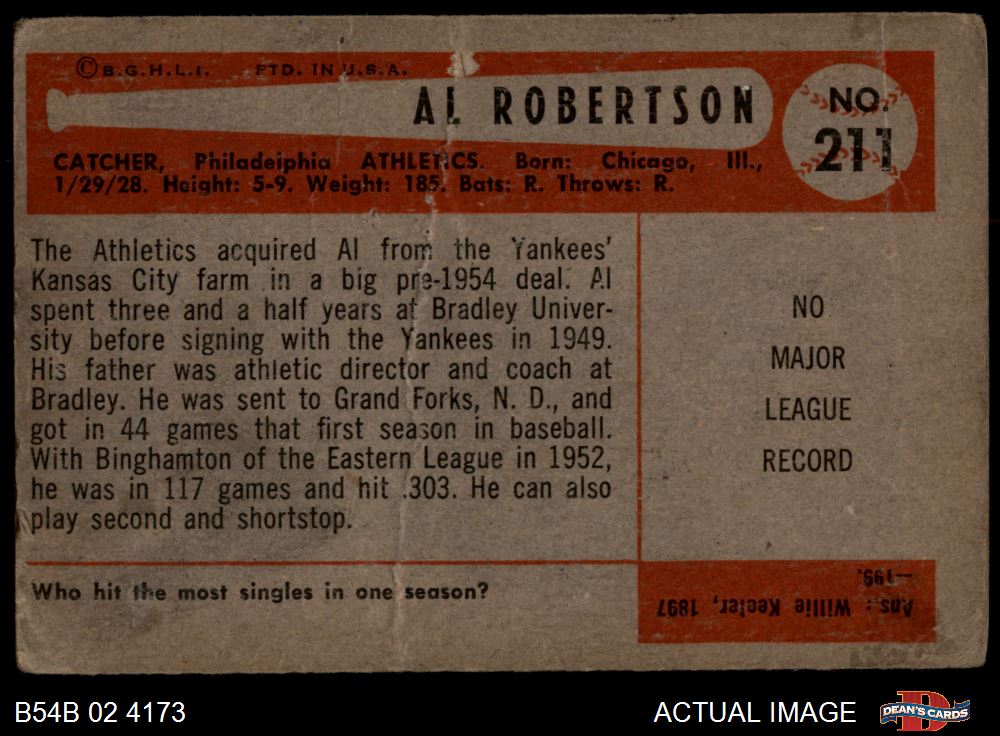 ©B.G.H.L.I. PTD. IN U.S.A.
AL ROBERTSON
NO.
211
CATCHER, Philadelphia ATHLETICS. Born: Chicago, Ill.,
1/29/28. Height: 5-9. Weight: 185. Bats: R. Throws: R.
The Athletics acquired Al from the Yankees'
Kansas City farm in a big pre-1954 deal. Al
spent three and a half years at Bradley Univer-
sity before signing with the Yankees in 1949.
His father was athletic director and coach at
Bradley. He was sent to Grand Forks, N. D., and
got in 44 games that first season in baseball.
With Binghamton of the Eastern League in 1952,
he was in 117 games and hit .303. He can also
play second and shortstop.
NO
MAJOR
LEAGUE
RECORD
Who hit the most singles in one season?
Ans.: Willie Keeler, 1897
—199.
B54B 02 4173
ACTUAL IMAGE
D
DEAN'S CARDS